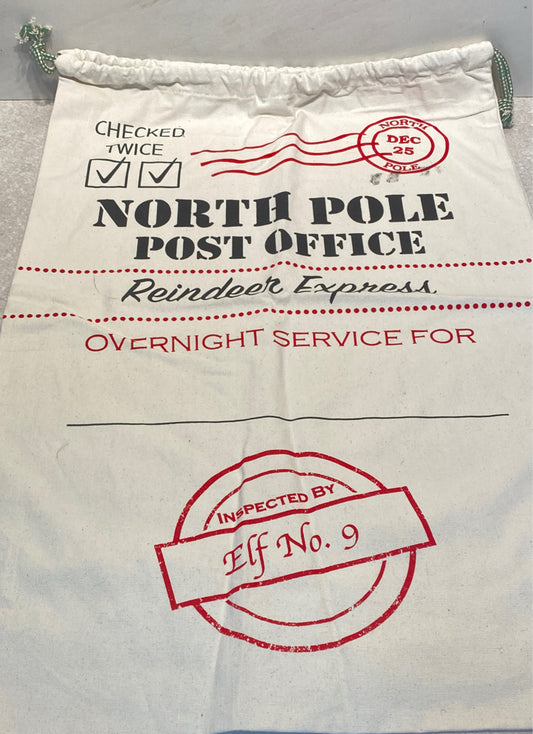 CHECKED
TWICE
NORTH
DEC
25
POLE
NORTH POLE
POST OFFICE
Reindeer Express
OVERNIGHT SERVICE FOR
INSPECTED BY
Elf No. 9